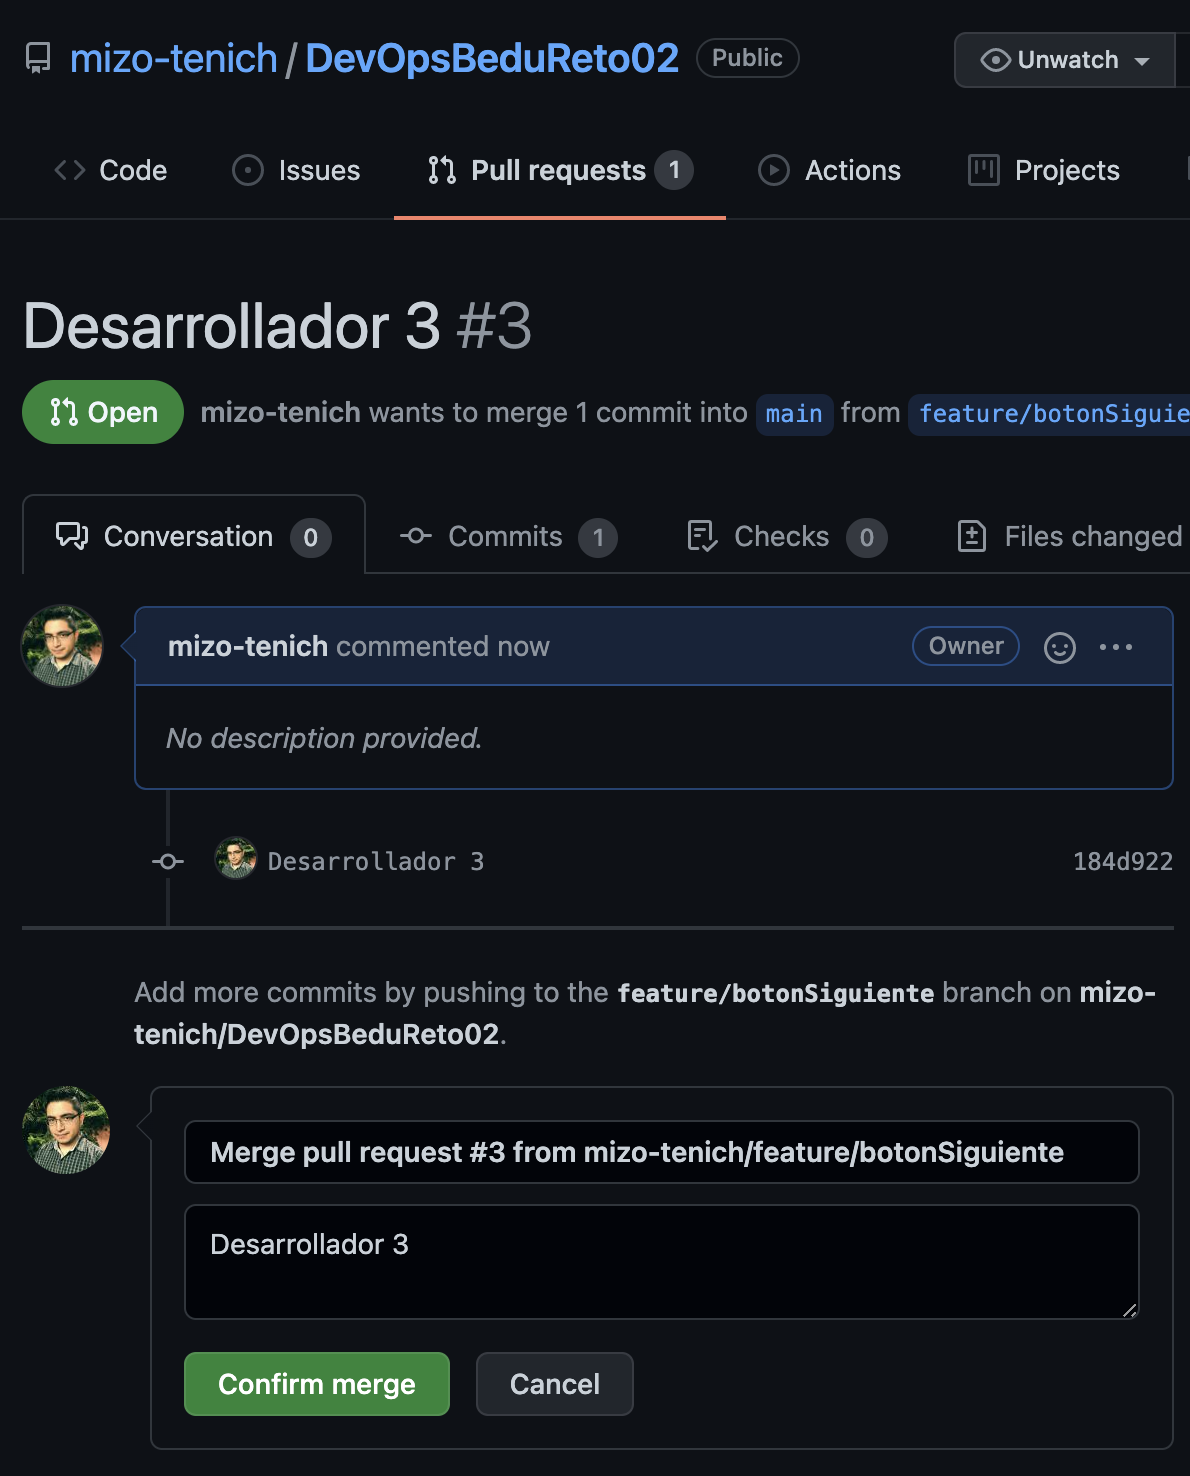 mizo-tenich / DevOpsBeduReto02 Public Unwatch
Code Issues Pull requests 1 Actions Projects
Desarrollador 3 #3
Open mizo-tenich wants to merge 1 commit into main from feature/botonSiguie
Conversation 0 Commits 1 Checks 0 Files changed
mizo-tenich commented now Owner
No description provided.
Desarrollador 3 184d922
Add more commits by pushing to the feature/botonSiguiente branch on mizo-
tenich/DevOpsBeduReto02.
Merge pull request #3 from mizo-tenich/feature/botonSiguiente
Desarrollador 3
Confirm merge Cancel